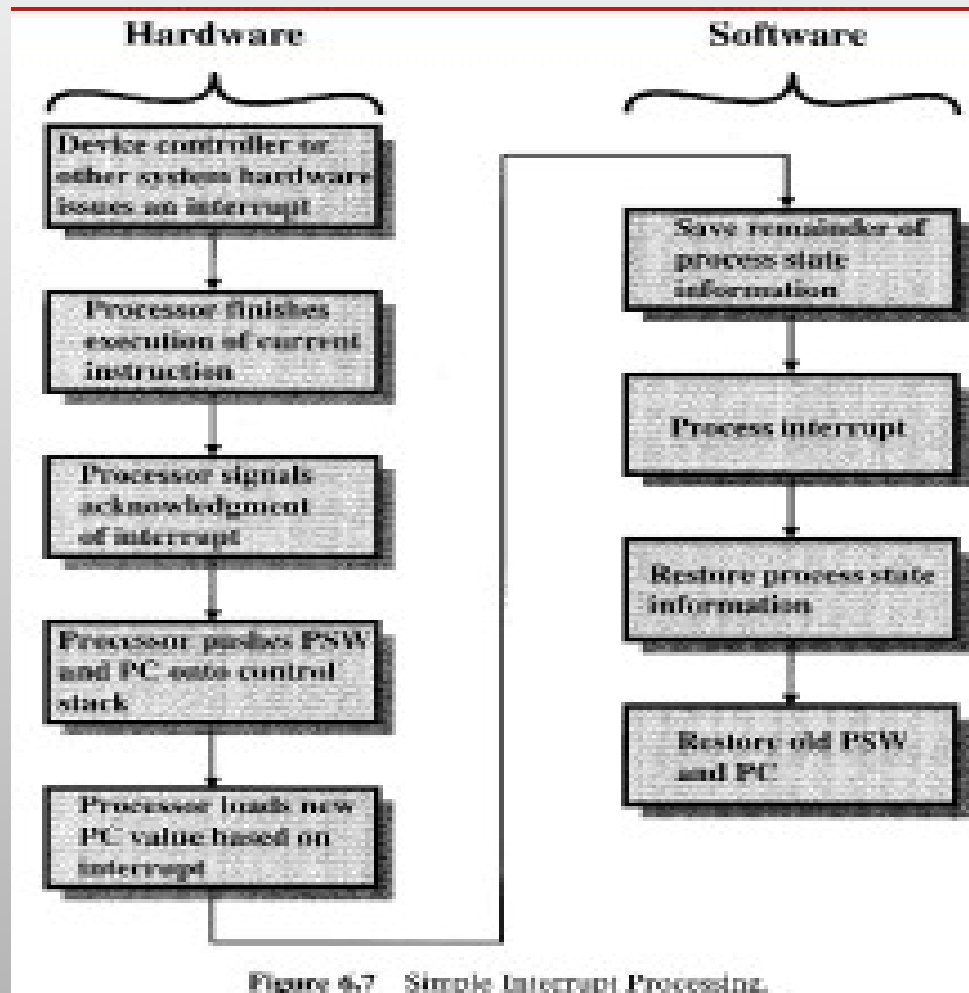 Hardware
Device controller or
other system hardware
issues an interrupt
Processor finishes
execution of current
instruction
Processor signals
acknowledgment
of interrupt
Processor pushes PSW
and PC onto control
stack
Processor loads new
PC value based on
interrupt
Software
Save remainder of
process state
information
Process interrupt
Restore process state
information
Restore old PSW
and PC
Figure 6.7 Simple Interrupt Processing.